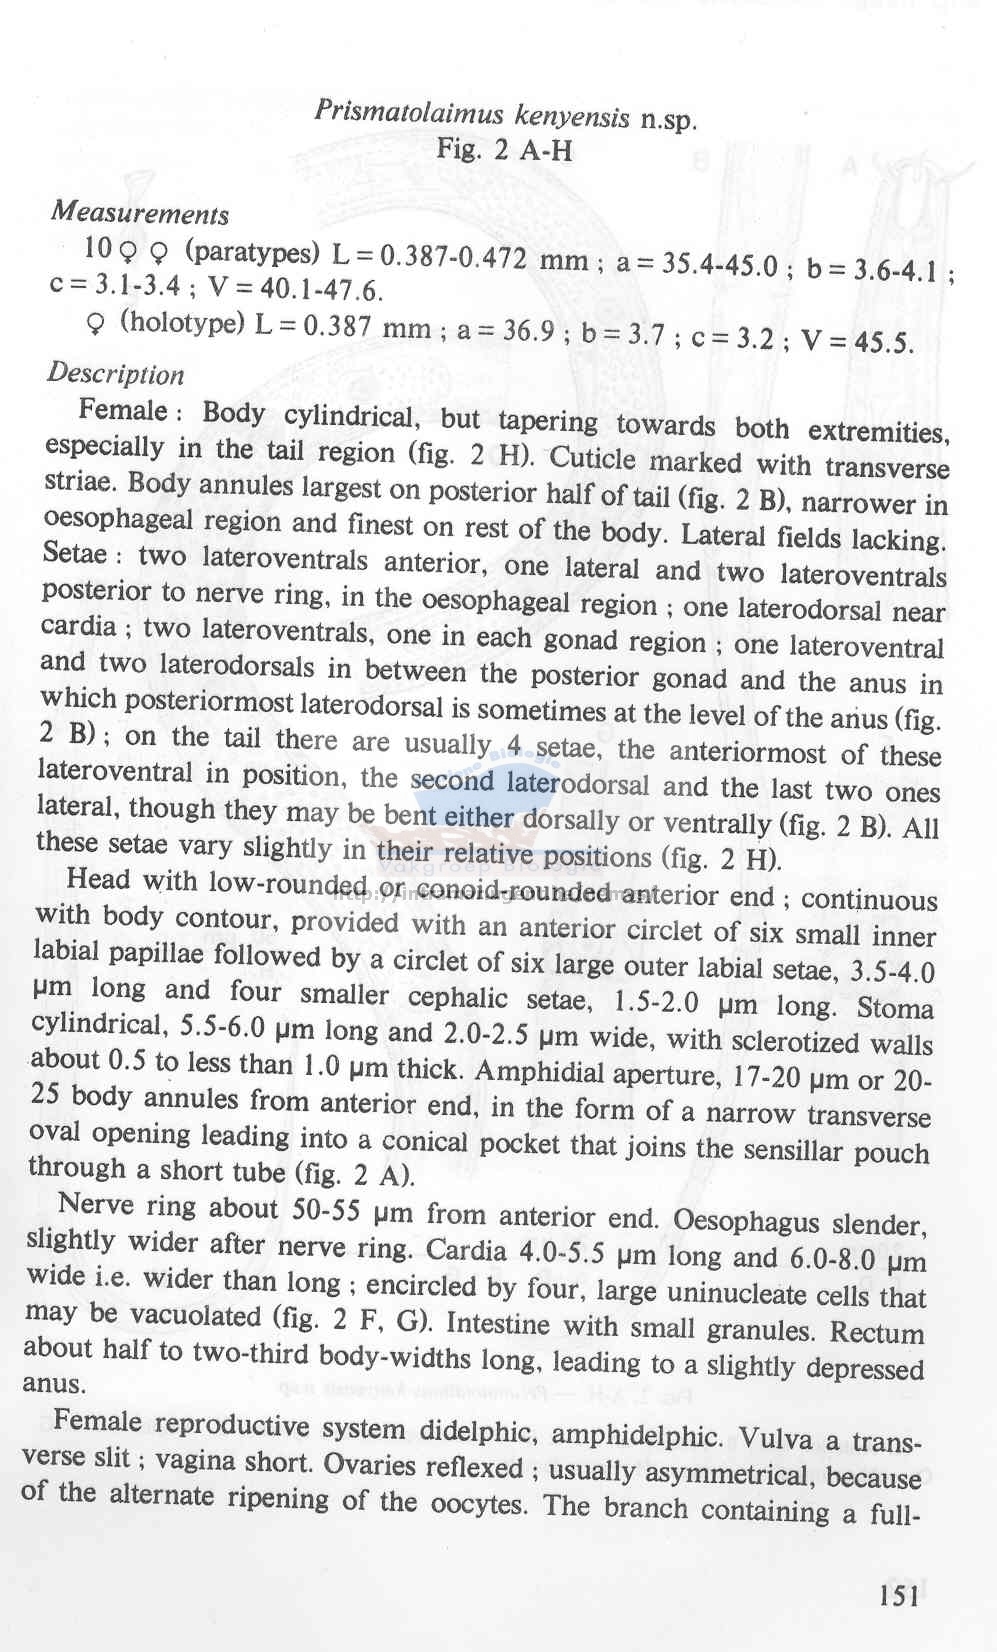 Prismatolaimus kenyensis n.sp.
Fig. 2 A-H
Measurements
10 ♀ ♀ (paratypes) L = 0.387-0.472 mm ; a = 35.4-45.0 ; b = 3.6-4.1 ;
c = 3.1-3.4 ; V = 40.1-47.6.
♀ (holotype) L = 0.387 mm ; a = 36.9 ; b = 3.7 ; c = 3.2 ; V = 45.5.
Description
Female : Body cylindrical, but tapering towards both extremities,
especially in the tail region (fig. 2 H). Cuticle marked with transverse
striae. Body annules largest on posterior half of tail (fig. 2 B), narrower in
oesophageal region and finest on rest of the body. Lateral fields lacking.
Setae : two lateroventrals anterior, one lateral and two lateroventrals
posterior to nerve ring, in the oesophageal region ; one laterodorsal near
cardia ; two lateroventrals, one in each gonad region ; one lateroventral
and two laterodorsals in between the posterior gonad and the anus in
which posteriormost laterodorsal is sometimes at the level of the anus (fig.
2 B) ; on the tail there are usually 4 setae, the anteriormost of these
lateroventral in position, the second laterodorsal and the last two ones
lateral, though they may be bent either dorsally or ventrally (fig. 2 B). All
these setae vary slightly in their relative positions (fig. 2 H).
Head with low-rounded or conoid-rounded anterior end ; continuous
with body contour, provided with an anterior circlet of six small inner
labial papillae followed by a circlet of six large outer labial setae, 3.5-4.0
µm long and four smaller cephalic setae, 1.5-2.0 µm long. Stoma
cylindrical, 5.5-6.0 µm long and 2.0-2.5 µm wide, with sclerotized walls
about 0.5 to less than 1.0 µm thick. Amphidial aperture, 17-20 µm or 20-
25 body annules from anterior end, in the form of a narrow transverse
oval opening leading into a conical pocket that joins the sensillar pouch
through a short tube (fig. 2 A).
Nerve ring about 50-55 µm from anterior end. Oesophagus slender,
slightly wider after nerve ring. Cardia 4.0-5.5 µm long and 6.0-8.0 µm
wide i.e. wider than long ; encircled by four, large uninucleate cells that
may be vacuolated (fig. 2 F, G). Intestine with small granules. Rectum
about half to two-third body-widths long, leading to a slightly depressed
anus.
Female reproductive system didelphic, amphidelphic. Vulva a trans-
verse slit ; vagina short. Ovaries reflexed ; usually asymmetrical, because
of the alternate ripening of the oocytes. The branch containing a full-
151